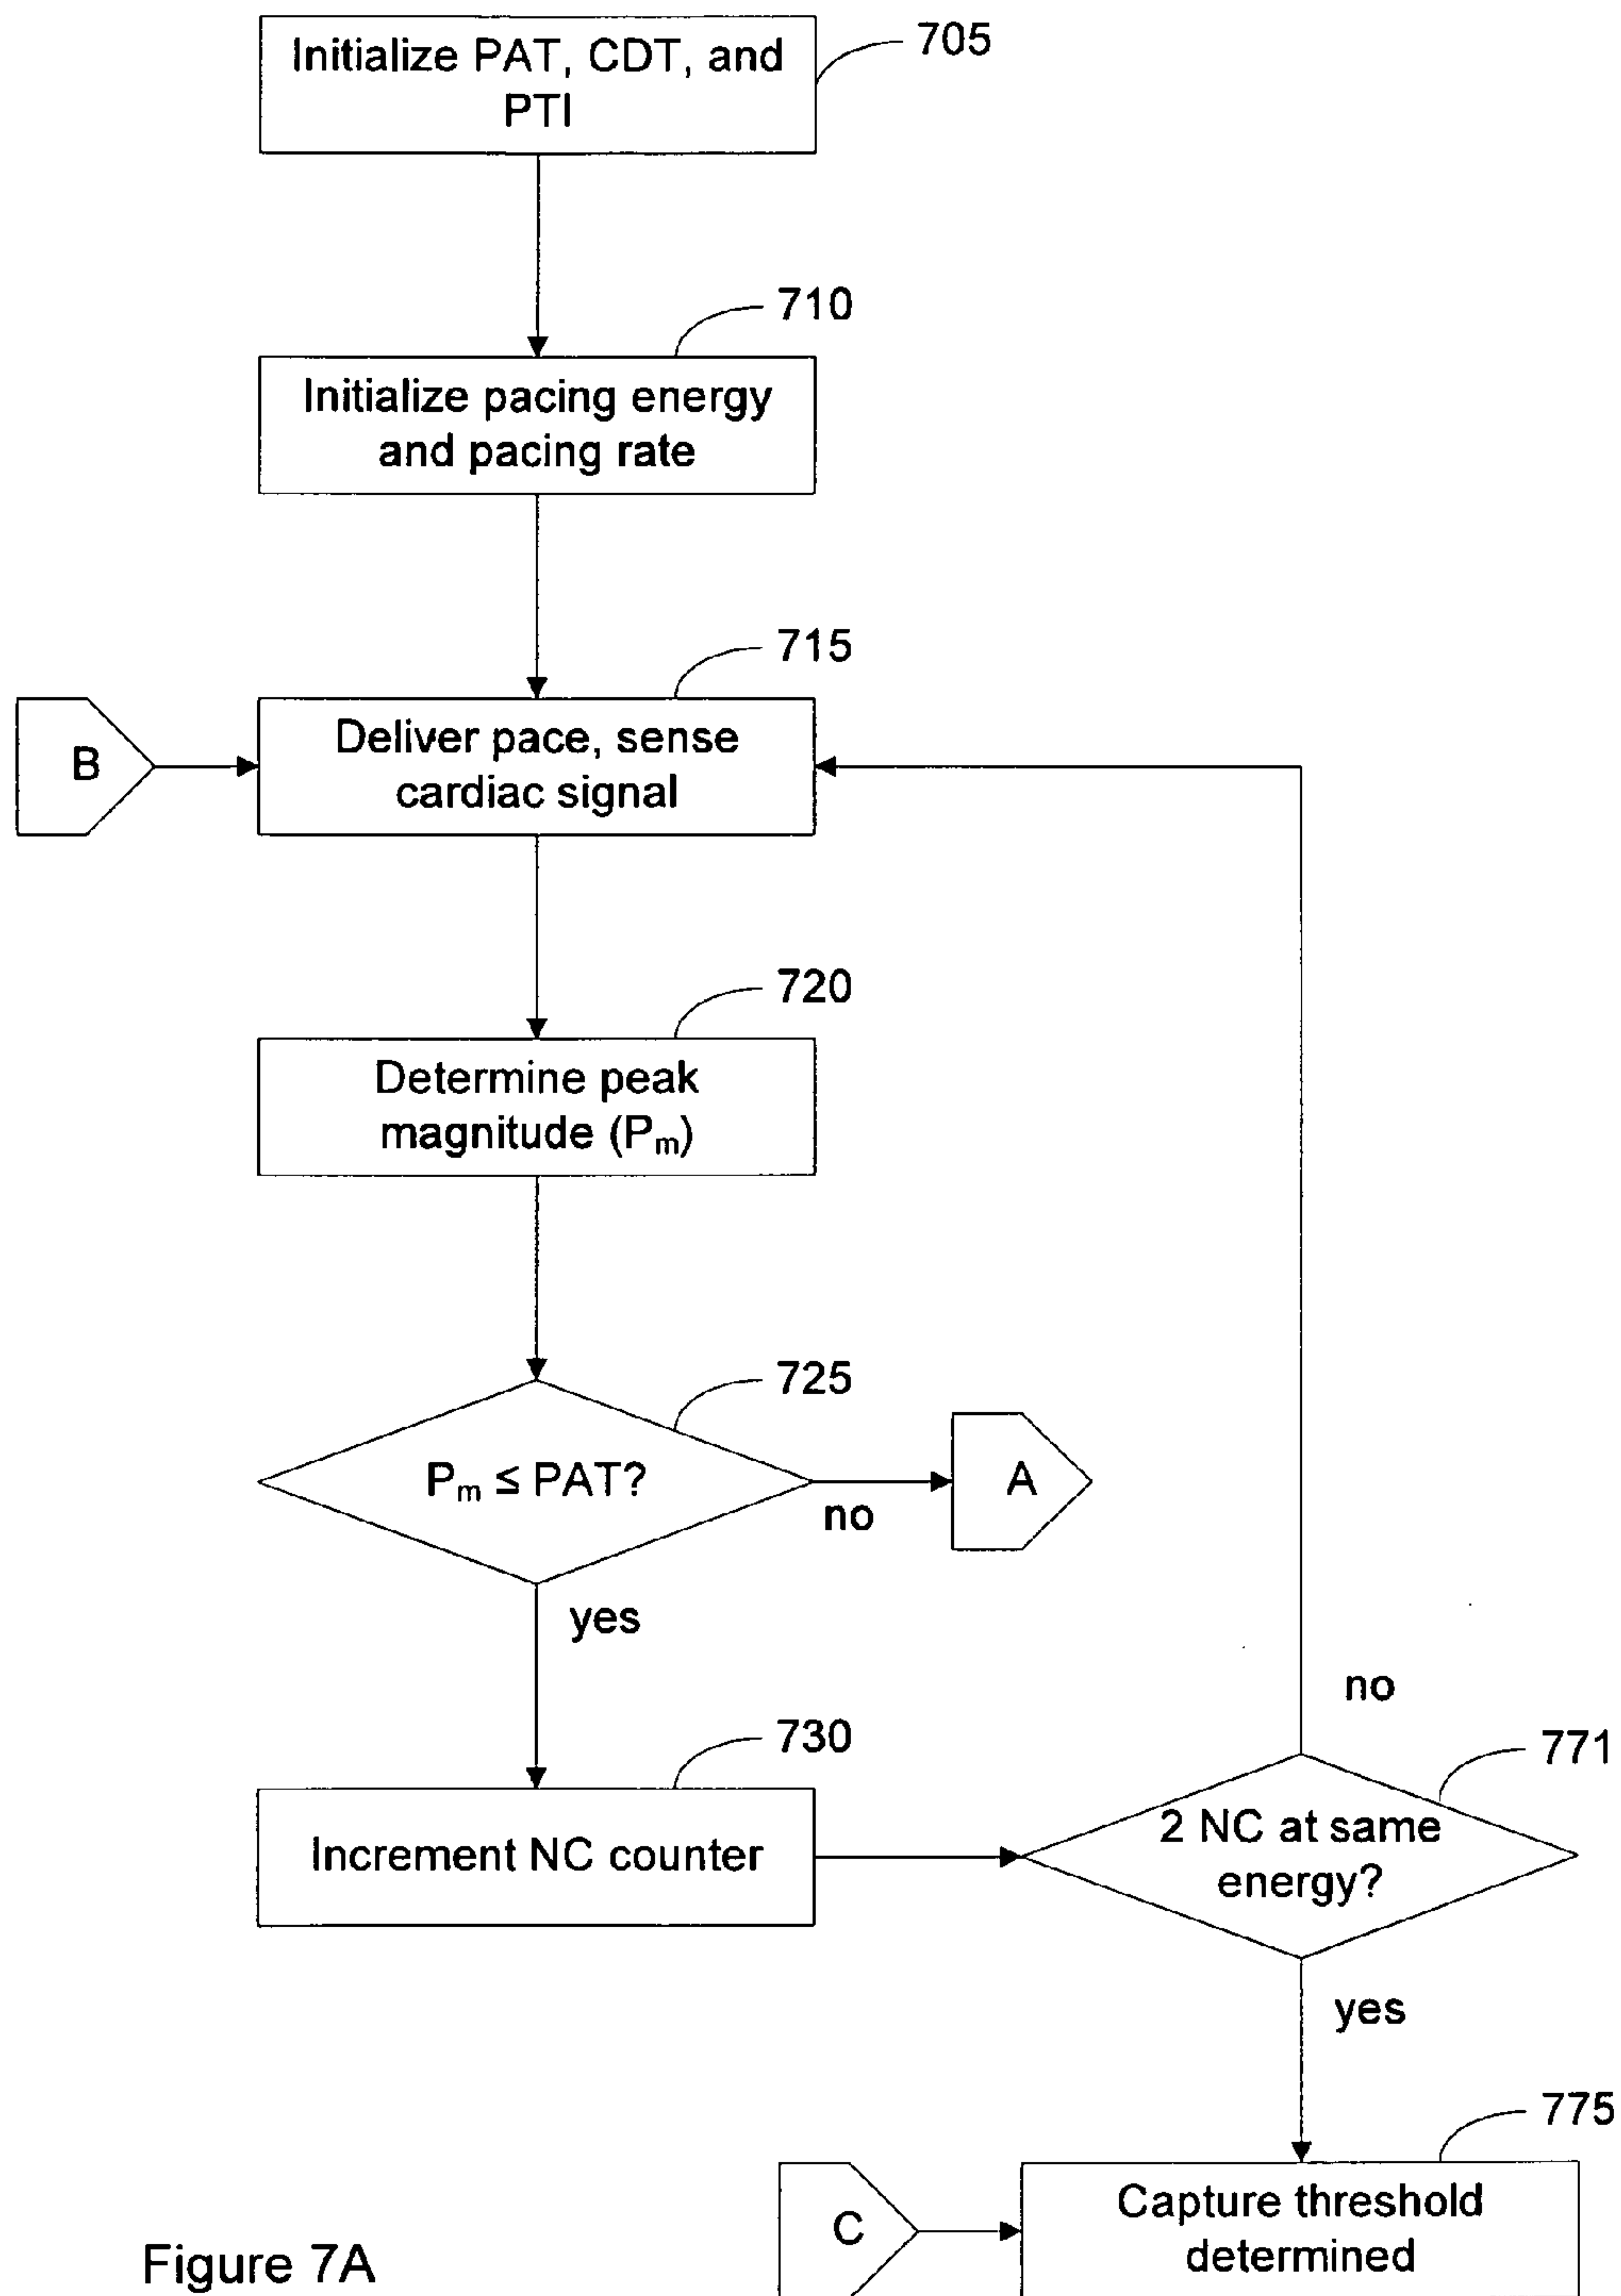 Initialize PAT, CDT, and
PTI
705
710
Initialize pacing energy
and pacing rate
715
B
Deliver pace, sense
cardiac signal
720
Determine peak
magnitude (Pm)
725
Pm ≤ PAT?
no
A
yes
730
Increment NC counter
no
771
2 NC at same
energy?
yes
775
C
Capture threshold
determined
Figure 7A